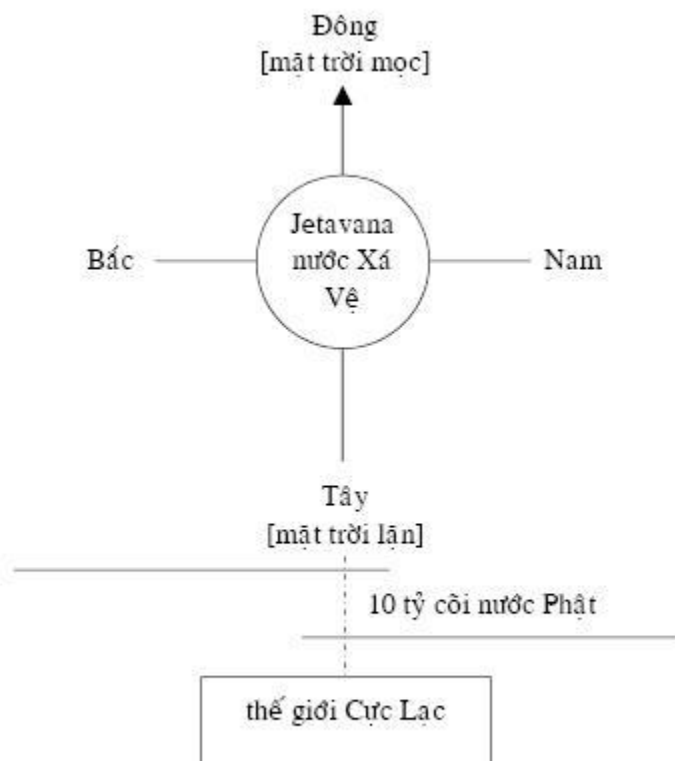 Đông
[mặt trời mọc]
Jetavana
nước Xá
Vệ
Bắc
Nam
Tây
[mặt trời lặn]
10 tỷ cõi nước Phật
thế giới Cực Lạc